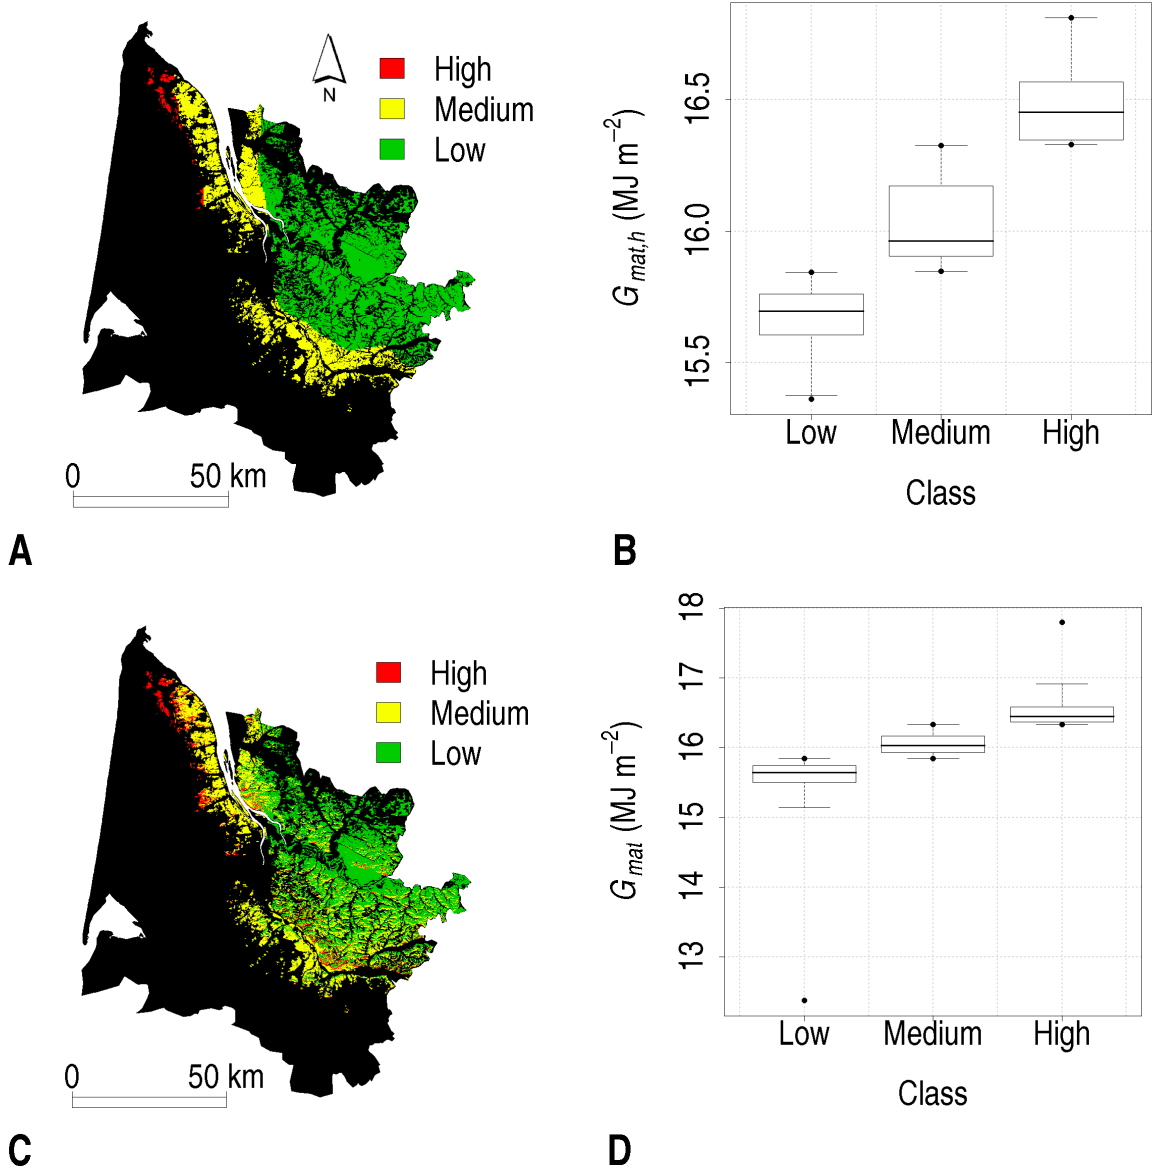 N
High
Medium
Low
0 50 km
A
16.5
16.0
15.5
G mat,h (MJ m−2)
Low Medium High
Class
B
High
Medium
Low
0 50 km
C
18
17
16
15
14
13
G mat (MJ m−2)
Low Medium High
Class
D